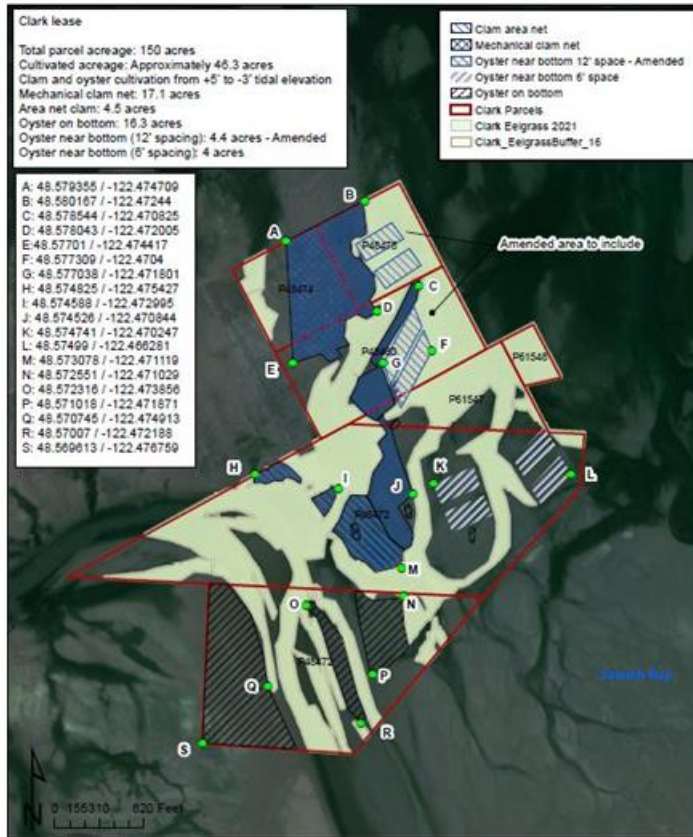 Clark lease
Total parcel acreage: 150 acres
Cultivated acreage: Approximately 46.3 acres
Clam and oyster cultivation from +5' to -3' tidal elevation
Mechanical clam net: 17.1 acres
Area net clam: 4.5 acres
Oyster on bottom: 16.3 acres
Oyster near bottom (12' spacing): 4.4 acres - Amended
Oyster near bottom (6' spacing): 4 acres
Clam area net
Mechanical clam net
Oyster near bottom 12' space - Amended
Oyster near bottom 6' space
Oyster on bottom
Clark Parcels
Clark Eelgrass 2021
Clark_EelgrassBuffer_16
A: 48.579355 / -122.474709
B: 48.580167 / -122.47244
C: 48.578544 / -122.470825
D: 48.578043 / -122.472005
E:48.57701 / -122.474417
F: 48.577309 / -122.4704
G: 48.577038 / -122.471801
H: 48.574825 / -122.475427
I: 48.574588 / -122.472995
J: 48.574526 / -122.470844
K: 48.574741 / -122.470247
L: 48.57499 / -122.466281
M: 48.573078 / -122.471119
N: 48.572551 / -122.471029
O: 48.572316 / -122.473856
P: 48.571018 / -122.471871
Q: 48.570745 / -122.474913
R: 48.57007 / -122.472188
S: 48.569613 / -122.476759
B
A
P48476
Amended area to include
P48474
C
D
E
F
G
P61546
P61547
H
I
J
K
L
M
N
O
P
Q
R
S
N
0 155310 620 Feet